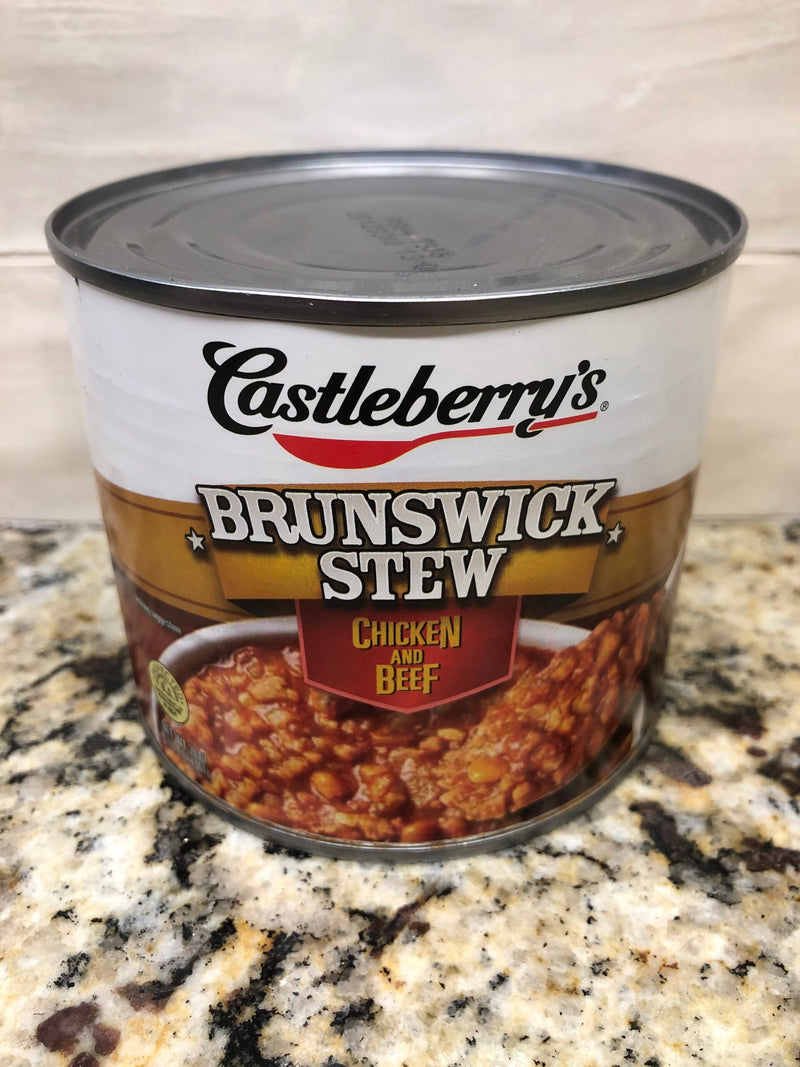 Castleberry's®
BRUNSWICK
STEW
CHICKEN
AND
BEEF